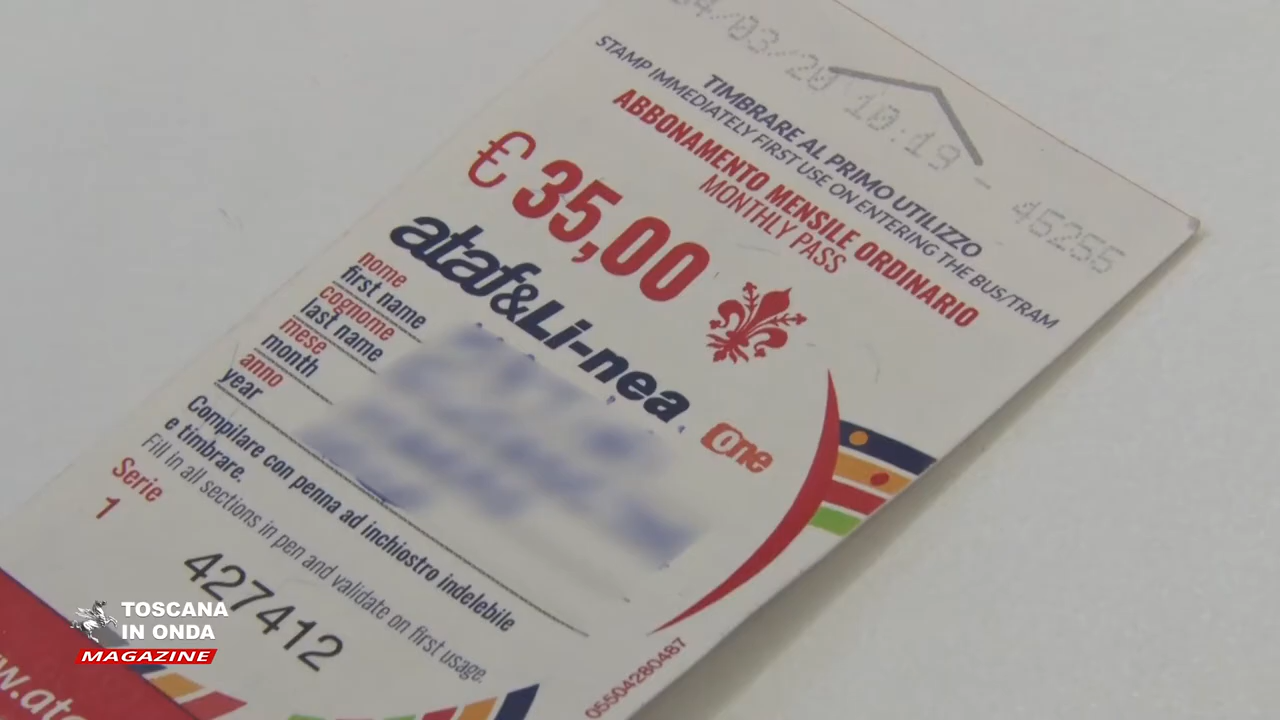 04/03/20 10:19 - 45255
TIMBRARE AL PRIMO UTILIZZO
STAMP IMMEDIATELY FIRST USE ON ENTERING THE BUS/TRAM
ABBONAMENTO MENSILE ORDINARIO
MONTHLY PASS
€ 35,00
ataf&Li-nea
one
nome
first name
cognome
last name
mese
month
anno
year
Compilare con penna ad inchiostro indelebile
e timbrare.
Fill in all sections in pen and validate on first usage.
Serie
1
427412
05504280487
TOSCANA
IN ONDA
MAGAZINE